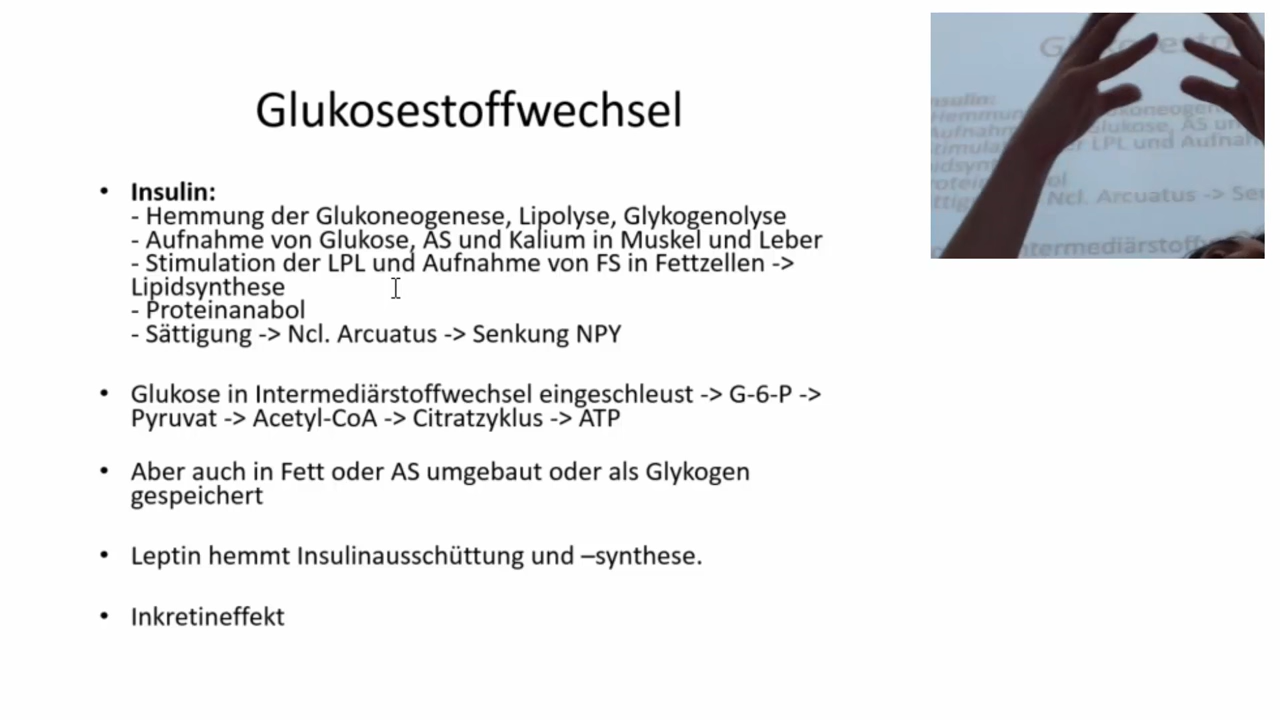 Glukosestoffwechsel
• Insulin:
- Hemmung der Glukoneogenese, Lipolyse, Glykogenolyse
- Aufnahme von Glukose, AS und Kalium in Muskel und Leber
- Stimulation der LPL und Aufnahme von FS in Fettzellen ->
Lipidsynthese
- Proteinanabol
- Sättigung -> Ncl. Arcuatus -> Senkung NPY
• Glukose in Intermediärstoffwechsel eingeschleust -> G-6-P ->
Pyruvat -> Acetyl-CoA -> Citratzyklus -> ATP
• Aber auch in Fett oder AS umgebaut oder als Glykogen
gespeichert
• Leptin hemmt Insulinausschüttung und –synthese.
• Inkretineffekt